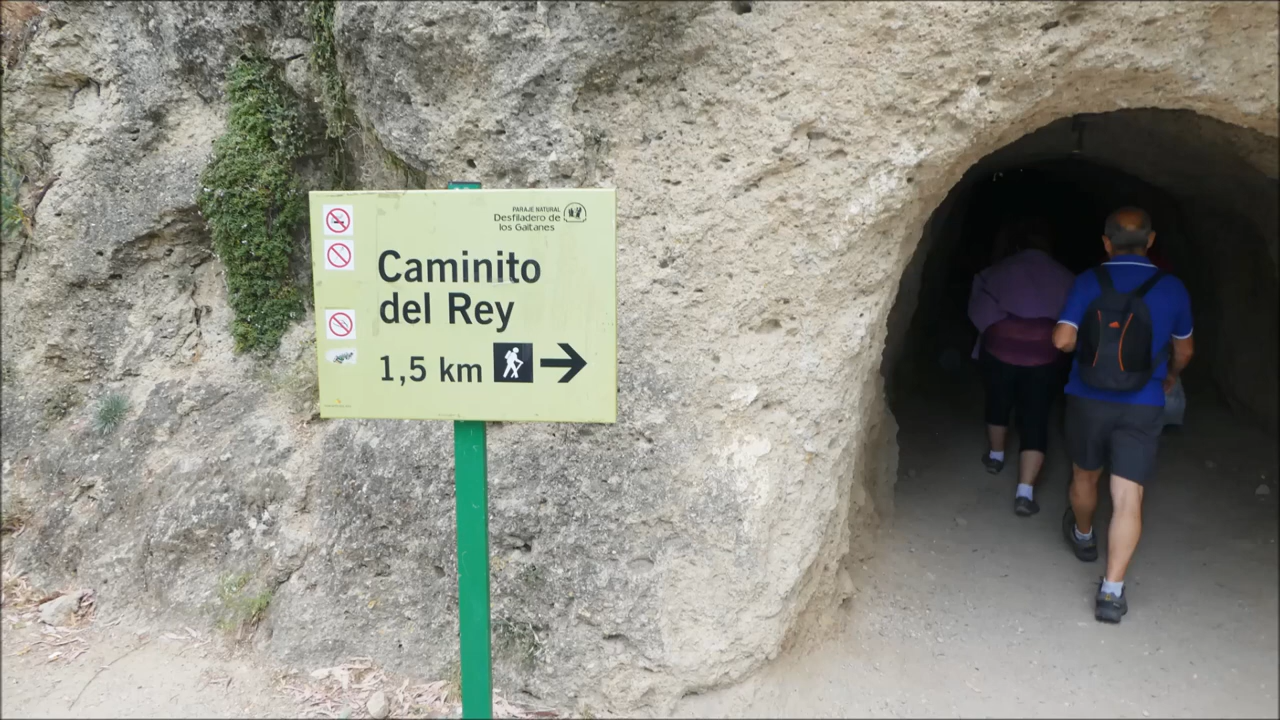 PARAJE NATURAL
Desfiladero de
los Gaitanes
Caminito
del Rey
1,5 km